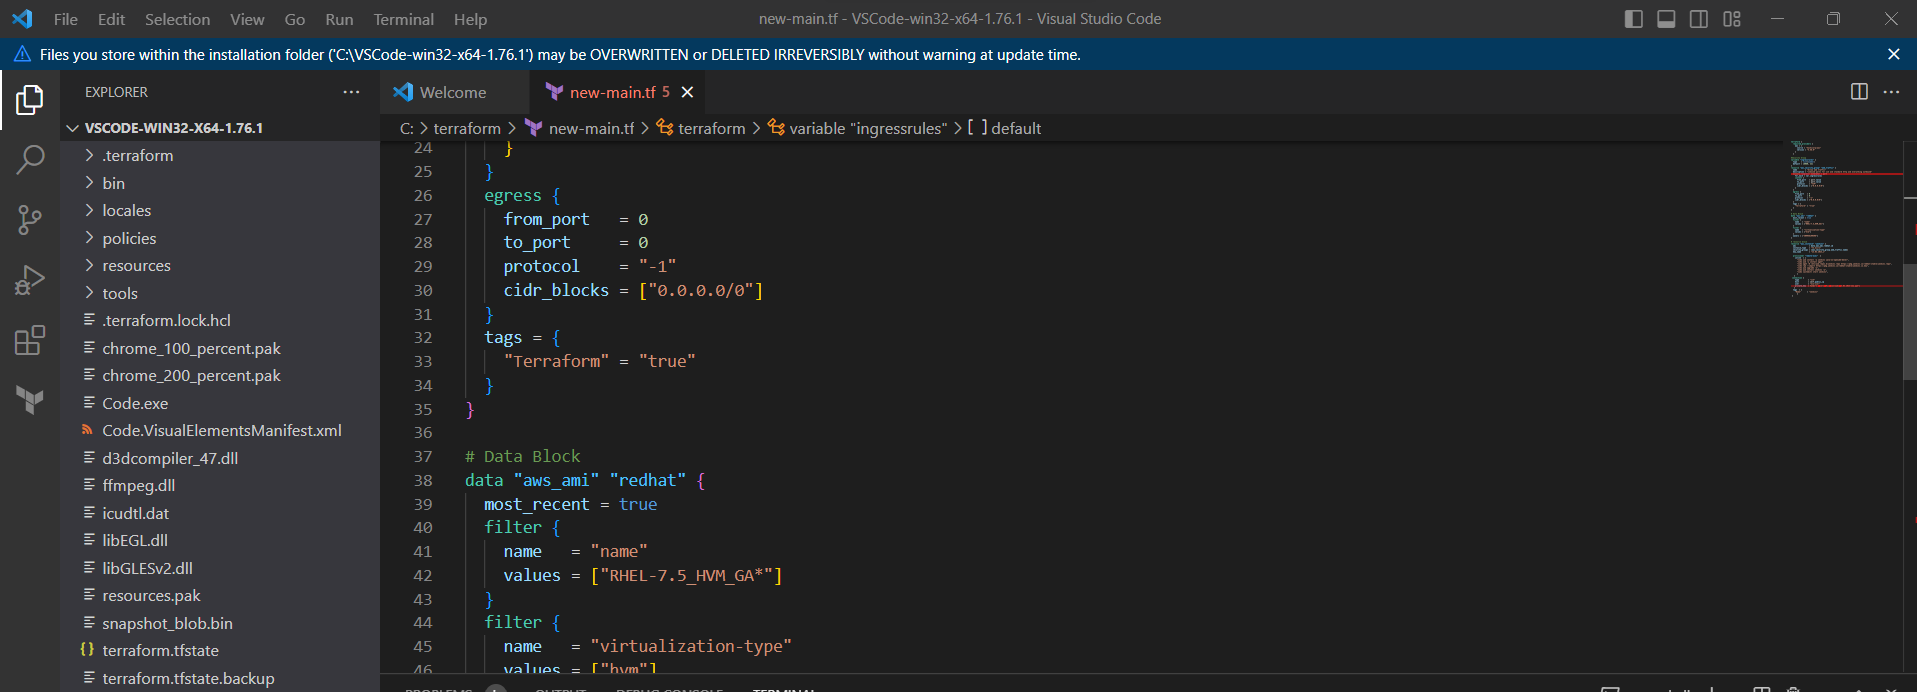 File Edit Selection View Go Run Terminal Help new-main.tf - VSCode-win32-x64-1.76.1 - Visual Studio Code
Files you store within the installation folder ('C:\VSCode-win32-x64-1.76.1') may be OVERWRITTEN or DELETED IRREVERSIBLY without warning at update time.
EXPLORER
VSCODE-WIN32-X64-1.76.1
.terraform
bin
locales
policies
resources
tools
.terraform.lock.hcl
chrome_100_percent.pak
chrome_200_percent.pak
Code.exe
Code.VisualElementsManifest.xml
d3dcompiler_47.dll
ffmpeg.dll
icudtl.dat
libEGL.dll
libGLESv2.dll
resources.pak
snapshot_blob.bin
terraform.tfstate
terraform.tfstate.backup
Welcome new-main.tf 5
C: > terraform > new-main.tf > terraform > variable "ingressrules" > [ ] default
24 }
25 }
26 egress {
27 from_port = 0
28 to_port = 0
29 protocol = "-1"
30 cidr_blocks = ["0.0.0.0/0"]
31 }
32 tags = {
33 "Terraform" = "true"
34 }
35 }
36
37 # Data Block
38 data "aws_ami" "redhat" {
39 most_recent = true
40 filter {
41 name = "name"
42 values = ["RHEL-7.5_HVM_GA*"]
43 }
44 filter {
45 name = "virtualization-type"
46 values = ["hvm"]
PROBLEMS OUTPUT DEBUG CONSOLE TERMINAL